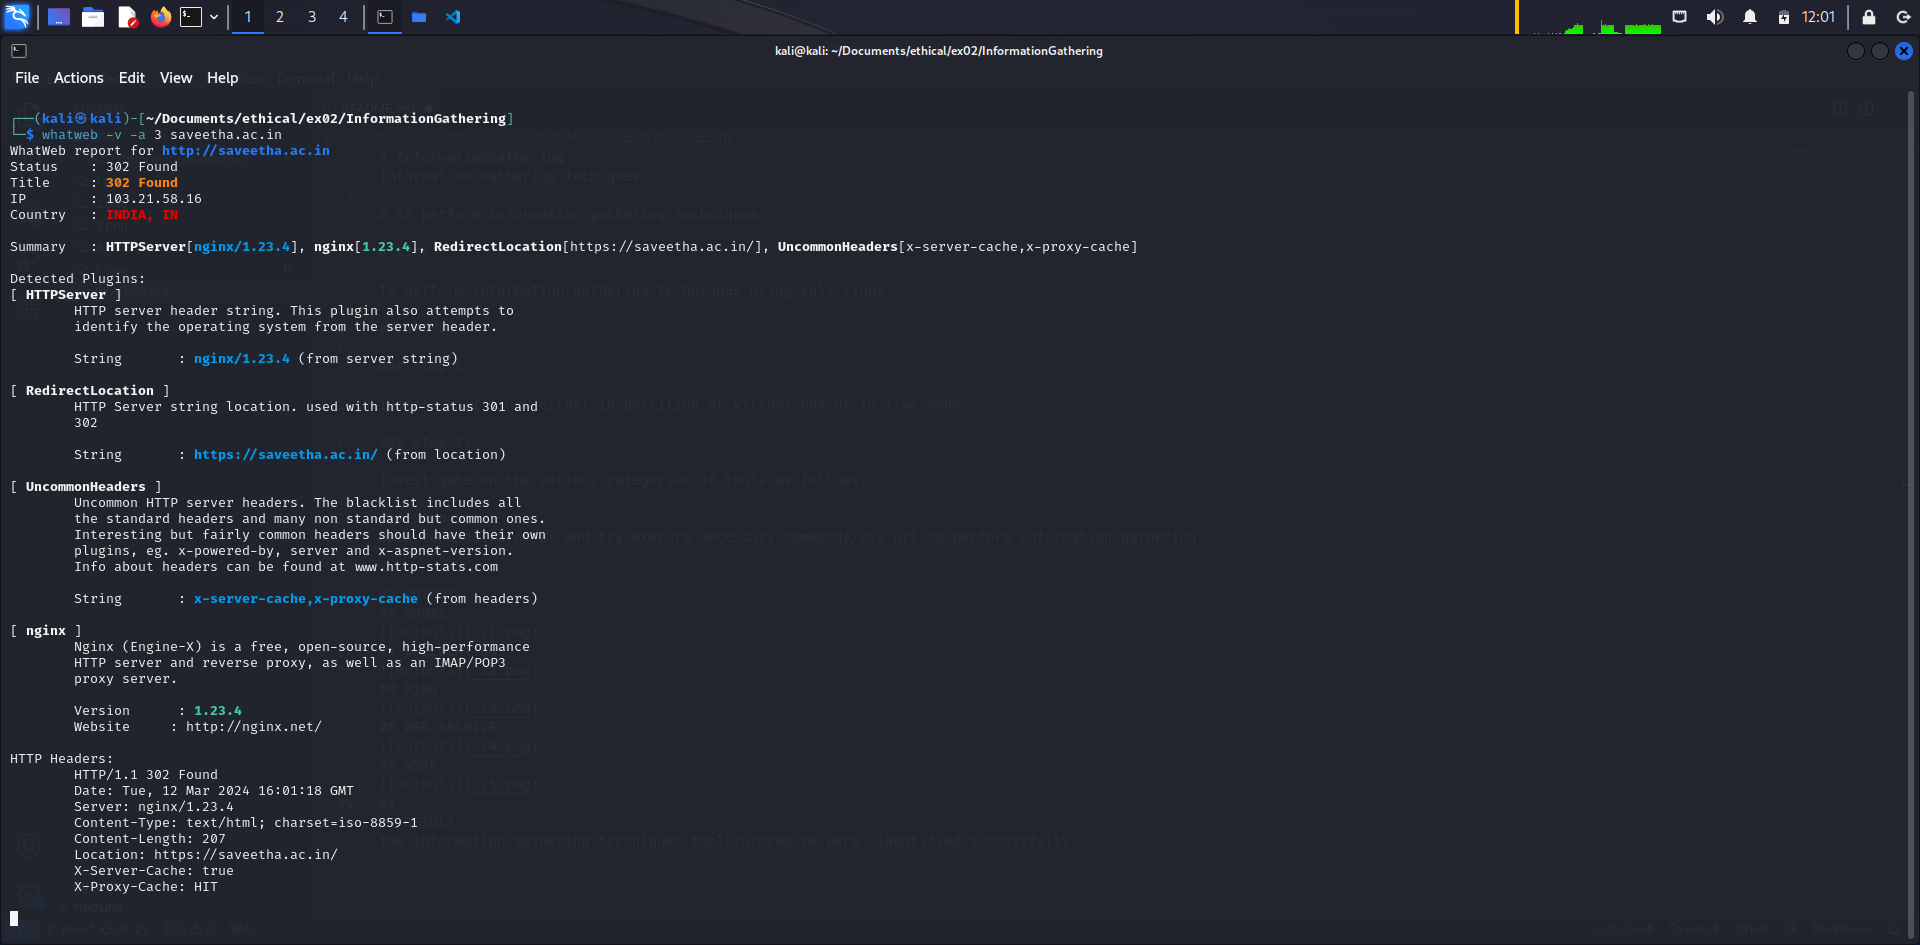 1 2 3 4 12:01
kali@kali: ~/Documents/ethical/ex02/InformationGathering
File Actions Edit View Help
┌──(kali㉿kali)-[~/Documents/ethical/ex02/InformationGathering]
└─$ whatweb -v -a 3 saveetha.ac.in
WhatWeb report for http://saveetha.ac.in
Status    : 302 Found
Title     : 302 Found
IP        : 103.21.58.16
Country   : INDIA, IN
Summary   : HTTPServer[nginx/1.23.4], nginx[1.23.4], RedirectLocation[https://saveetha.ac.in/], UncommonHeaders[x-server-cache,x-proxy-cache]
Detected Plugins:
[ HTTPServer ]
HTTP server header string. This plugin also attempts to
identify the operating system from the server header.
String       : nginx/1.23.4 (from server string)
[ RedirectLocation ]
HTTP Server string location. used with http-status 301 and
302
String       : https://saveetha.ac.in/ (from location)
[ UncommonHeaders ]
Uncommon HTTP server headers. The blacklist includes all
the standard headers and many non standard but common ones.
Interesting but fairly common headers should have their own
plugins, eg. x-powered-by, server and x-aspnet-version.
Info about headers can be found at www.http-stats.com
String       : x-server-cache,x-proxy-cache (from headers)
[ nginx ]
Nginx (Engine-X) is a free, open-source, high-performance
HTTP server and reverse proxy, as well as an IMAP/POP3
proxy server.
Version      : 1.23.4
Website     : http://nginx.net/
HTTP Headers:
HTTP/1.1 302 Found
Date: Tue, 12 Mar 2024 16:01:18 GMT
Server: nginx/1.23.4
Content-Type: text/html; charset=iso-8859-1
Content-Length: 207
Location: https://saveetha.ac.in/
X-Server-Cache: true
X-Proxy-Cache: HIT